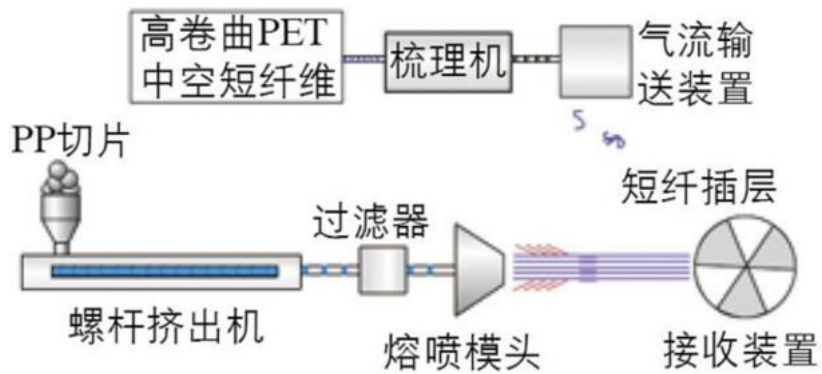 高卷曲PET
中空短纤维
梳理机
气流输
送装置
PP切片
短纤插层
过滤器
螺杆挤出机
熔喷模头
接收装置